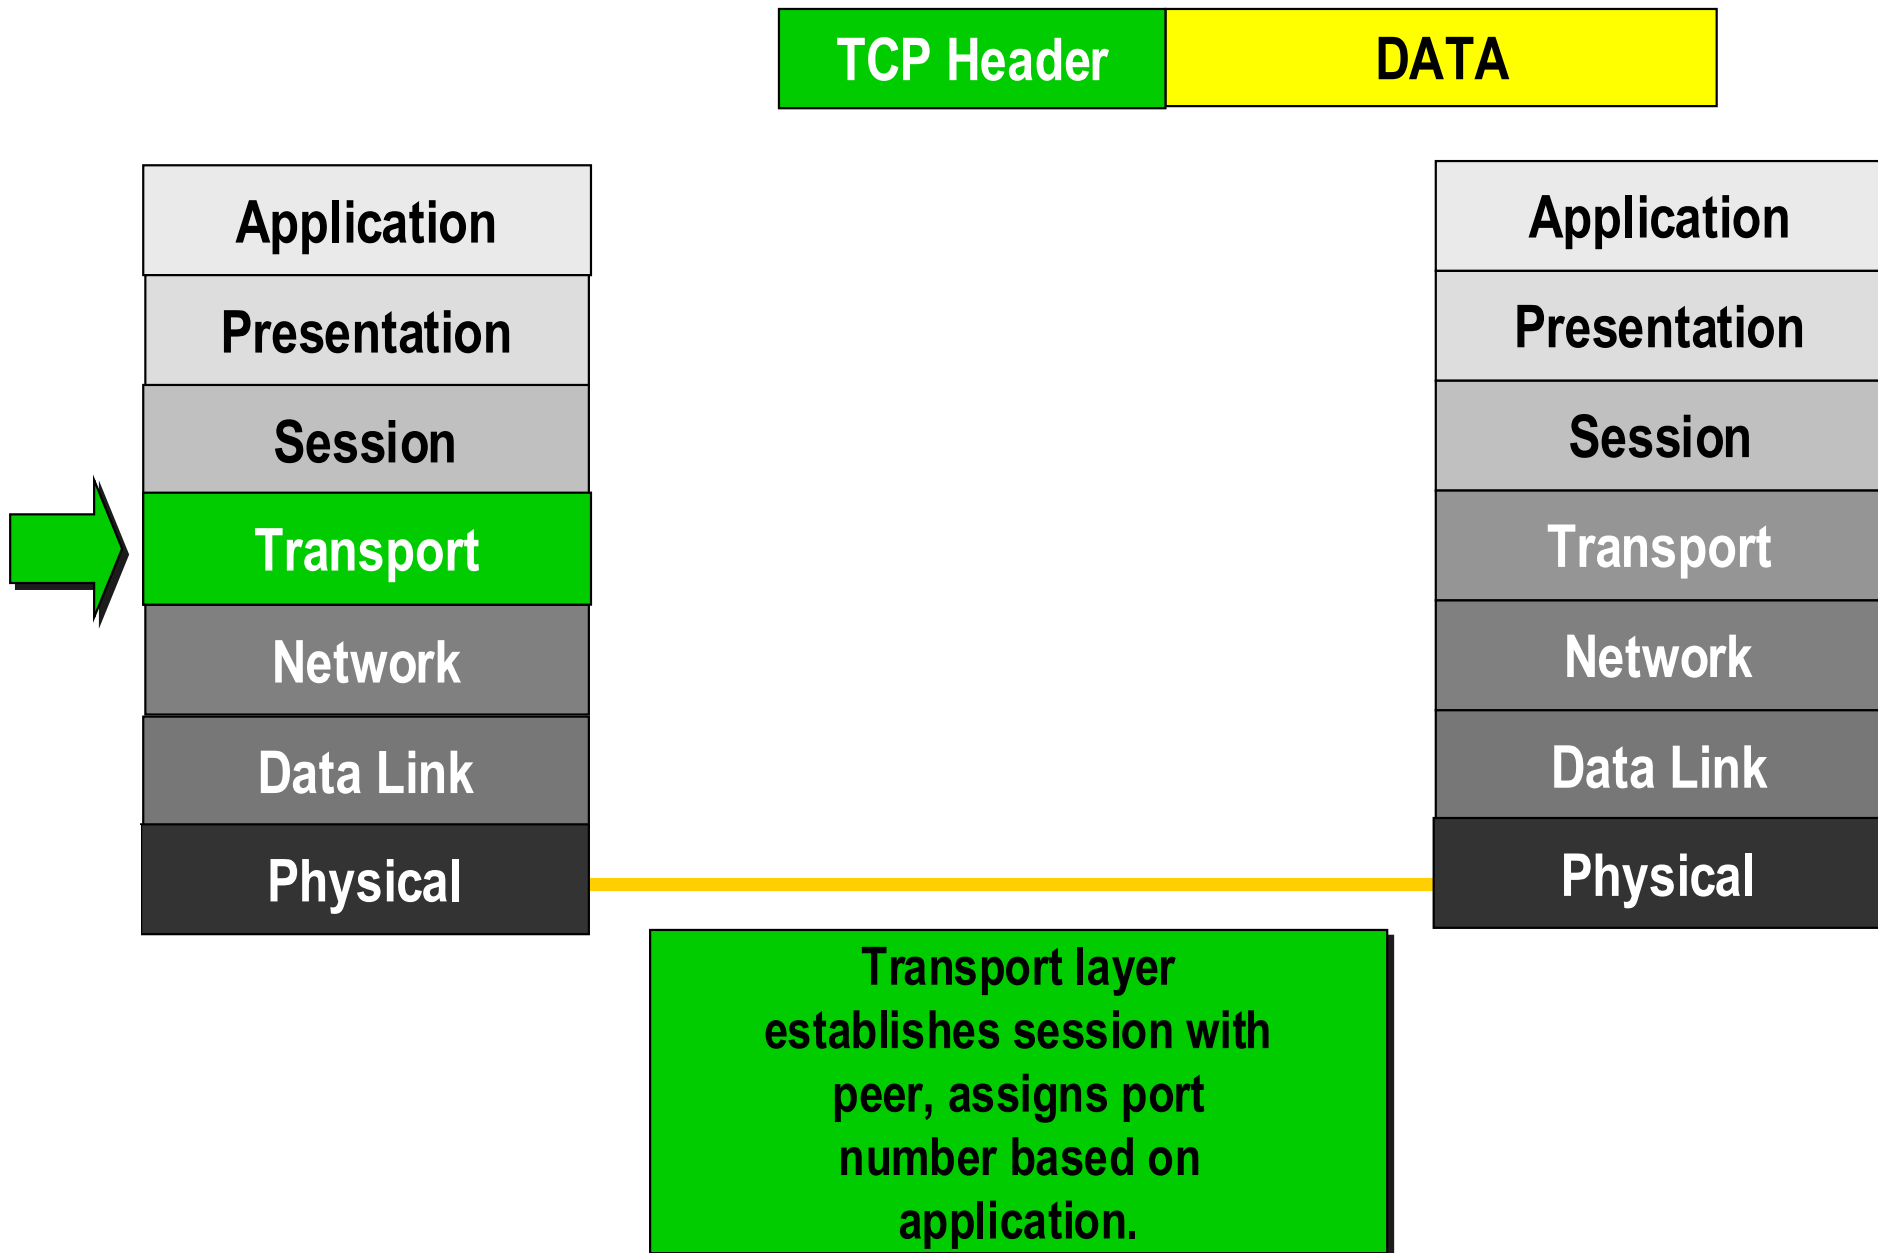 TCP Header
DATA
Application
Presentation
Session
Transport
Network
Data Link
Physical
Application
Presentation
Session
Transport
Network
Data Link
Physical
Transport layer
establishes session with
peer, assigns port
number based on
application.